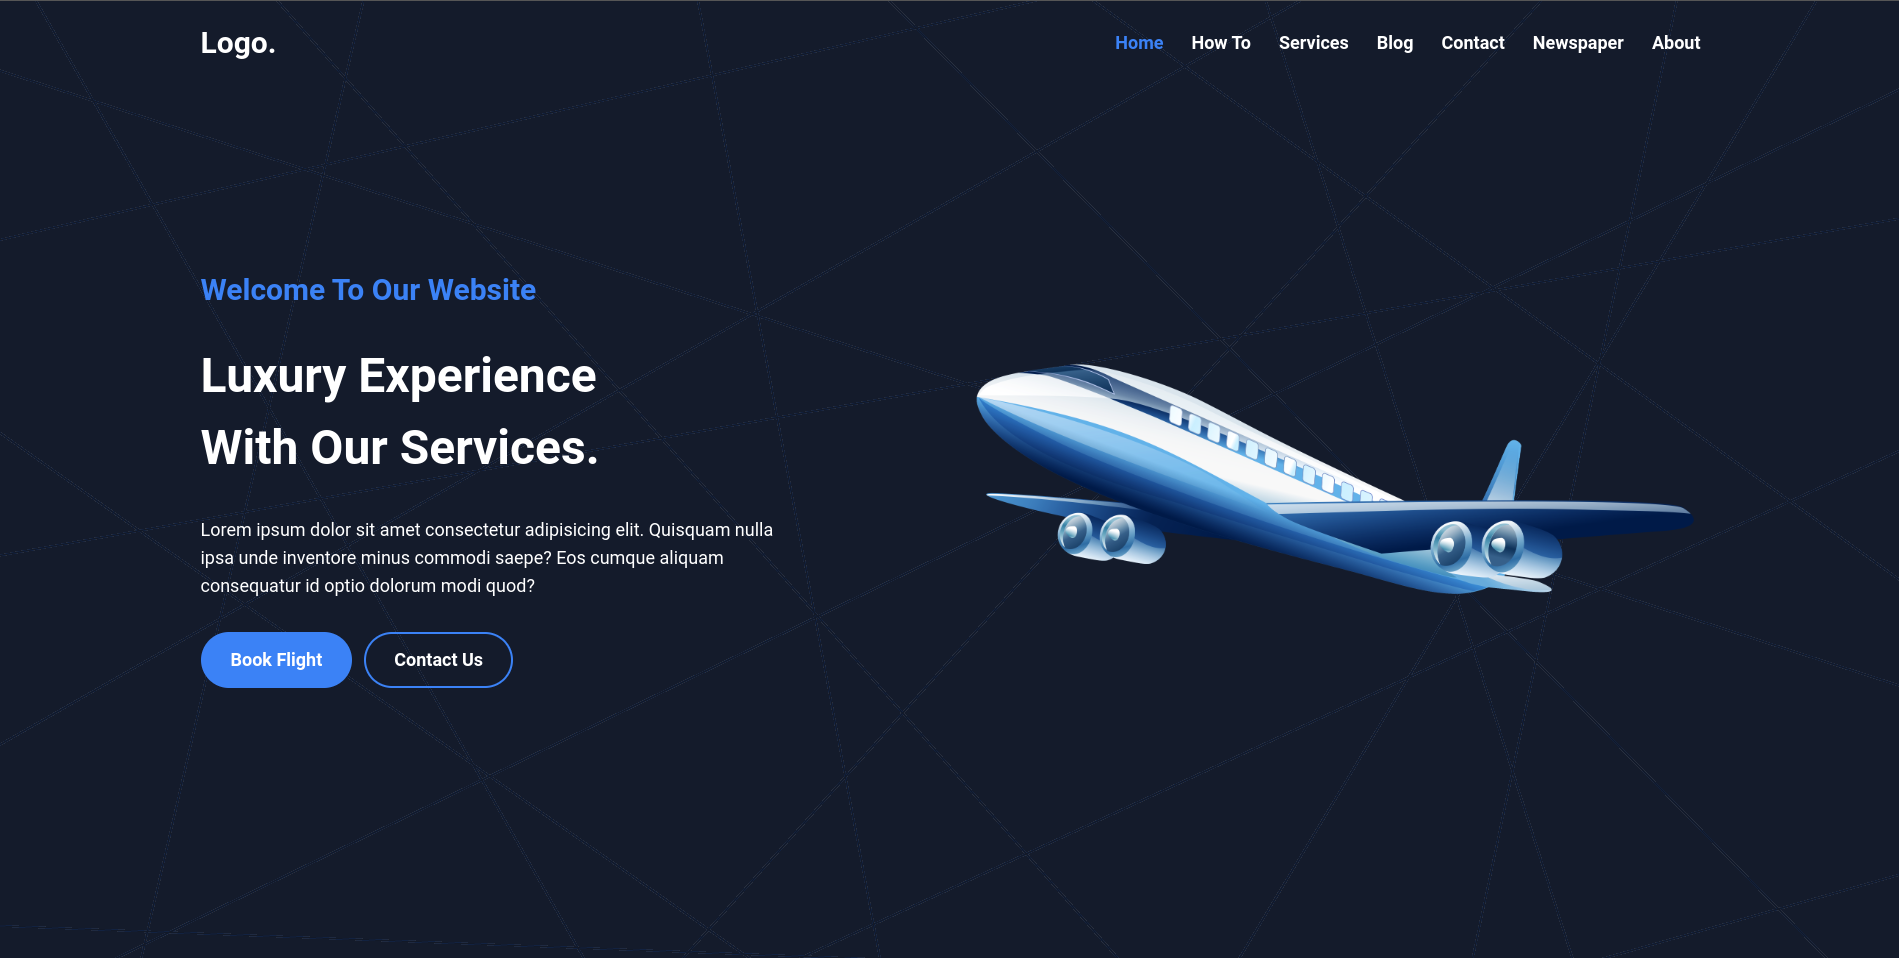 Logo.
Home How To Services Blog Contact Newspaper About
Welcome To Our Website
Luxury Experience
With Our Services.
Lorem ipsum dolor sit amet consectetur adipisicing elit. Quisquam nulla
ipsa unde inventore minus commodi saepe? Eos cumque aliquam
consequatur id optio dolorum modi quod?
Book Flight Contact Us